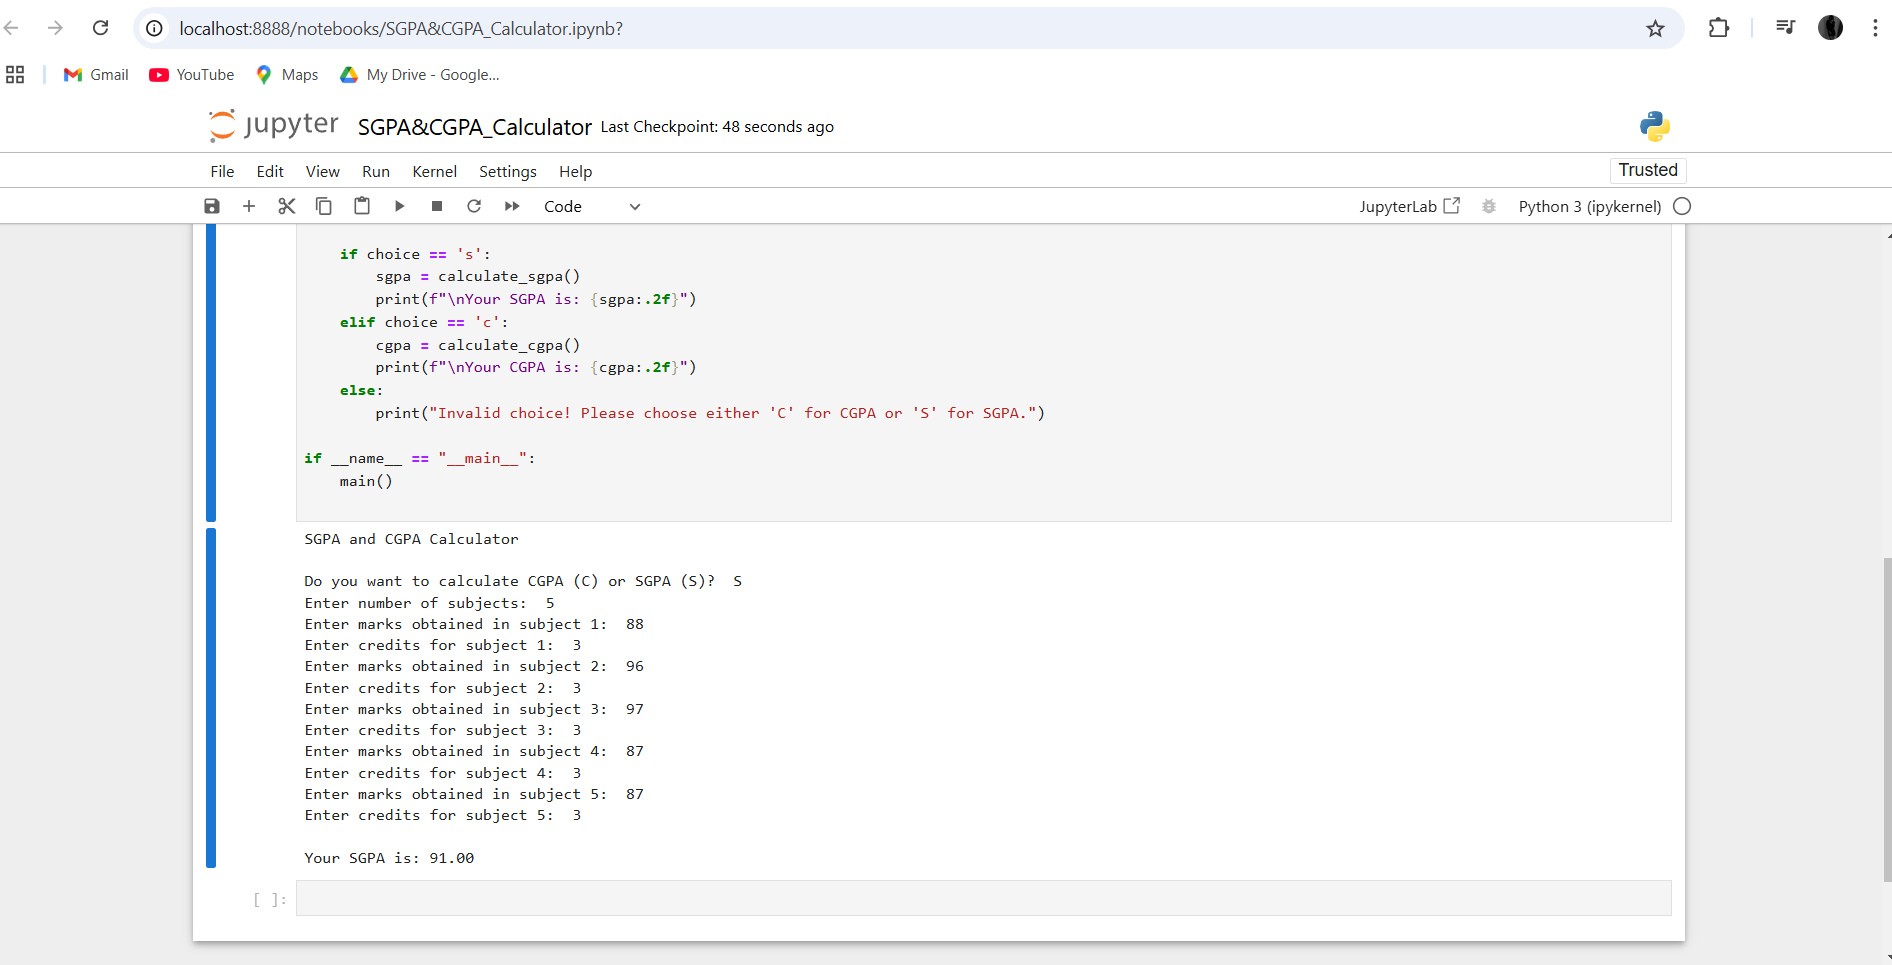 localhost:8888/notebooks/SGPA&CGPA_Calculator.ipynb?
Gmail YouTube Maps My Drive - Google...
jupyter SGPA&CGPA_Calculator Last Checkpoint: 48 seconds ago
File Edit View Run Kernel Settings Help Trusted
Code JupyterLab Python 3 (ipykernel)
    if choice == 's':
        sgpa = calculate_sgpa()
        print(f"\nYour SGPA is: {sgpa:.2f}")
    elif choice == 'c':
        cgpa = calculate_cgpa()
        print(f"\nYour CGPA is: {cgpa:.2f}")
    else:
        print("Invalid choice! Please choose either 'C' for CGPA or 'S' for SGPA.")
if __name__ == "__main__":
    main()
SGPA and CGPA Calculator
Do you want to calculate CGPA (C) or SGPA (S)?  S
Enter number of subjects:  5
Enter marks obtained in subject 1:  88
Enter credits for subject 1:  3
Enter marks obtained in subject 2:  96
Enter credits for subject 2:  3
Enter marks obtained in subject 3:  97
Enter credits for subject 3:  3
Enter marks obtained in subject 4:  87
Enter credits for subject 4:  3
Enter marks obtained in subject 5:  87
Enter credits for subject 5:  3
Your SGPA is: 91.00
[ ]: